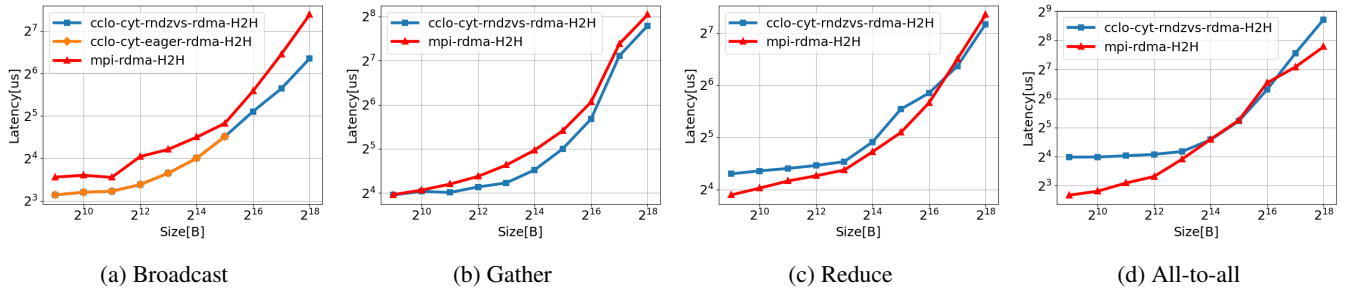 cclo-cyt-rndzvs-rdma-H2H
cclo-cyt-eager-rdma-H2H
mpi-rdma-H2H
Latency[us]
2^7
2^6
2^5
2^4
2^3
2^10 2^12 2^14 2^16 2^18
Size[B]
(a) Broadcast
cclo-cyt-rndzvs-rdma-H2H
mpi-rdma-H2H
Latency[us]
2^8
2^7
2^6
2^5
2^4
2^10 2^12 2^14 2^16 2^18
Size[B]
(b) Gather
cclo-cyt-rndzvs-rdma-H2H
mpi-rdma-H2H
Latency[us]
2^7
2^6
2^5
2^4
2^10 2^12 2^14 2^16 2^18
Size[B]
(c) Reduce
cclo-cyt-rndzvs-rdma-H2H
mpi-rdma-H2H
Latency[us]
2^9
2^8
2^7
2^6
2^5
2^4
2^3
2^10 2^12 2^14 2^16 2^18
Size[B]
(d) All-to-all